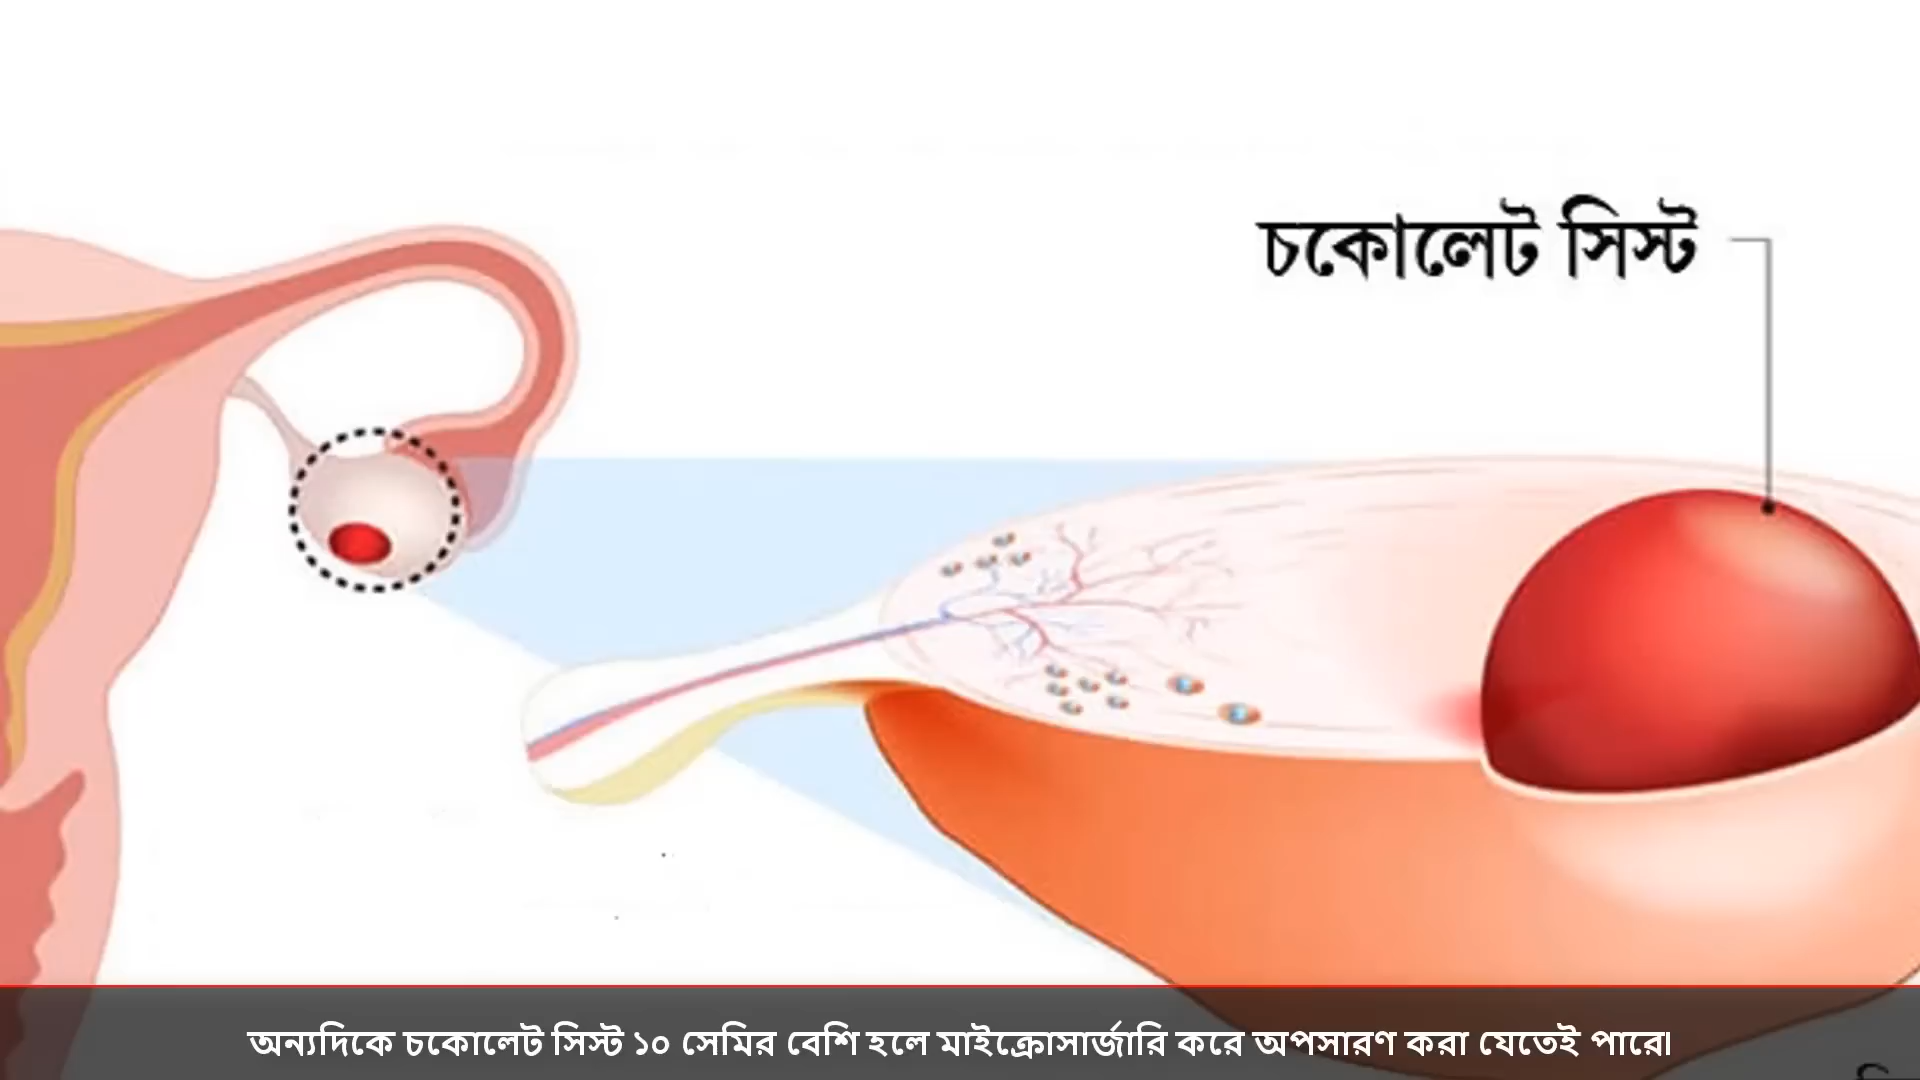 চকোলেট সিস্ট
অন্যদিকে চকোলেট সিস্ট ১০ সেমির বেশি হলে মাইক্রোসার্জারি করে অপসারণ করা যেতেই পারে।